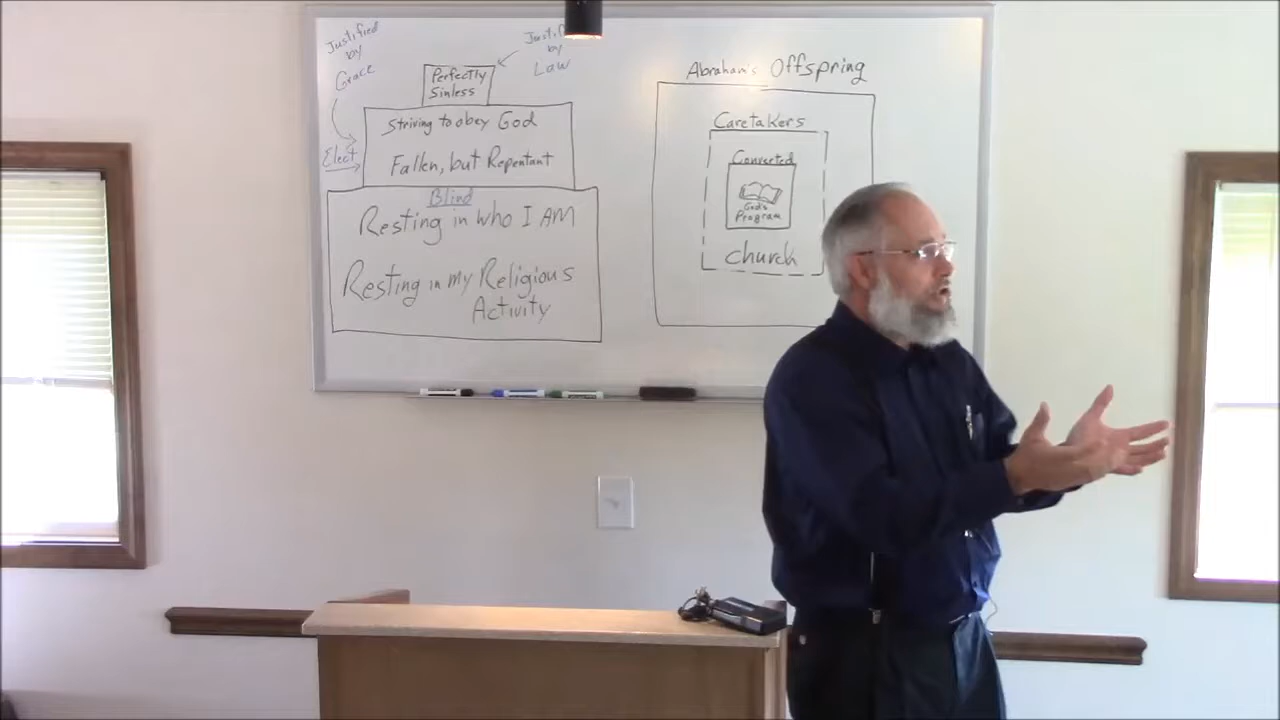 Justified
by
Grace
Elect
by
Law
Perfectly
Sinless
Striving to obey God
Fallen, but Repentant
Blind
Resting in who I AM
Resting in my Religious
Activity
Abraham's Offspring
Caretakers
Converted
God's
Program
church